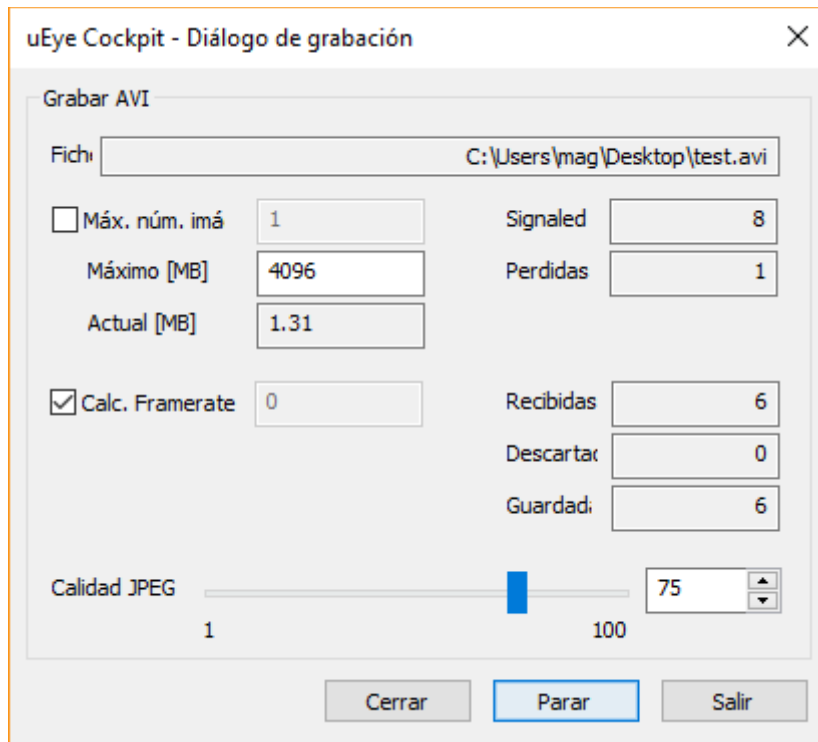 uEye Cockpit - Diálogo de grabación
Grabar AVI
Fich C:\Users\mag\Desktop\test.avi
Máx. núm. imá 1 Signaled 8
Máximo [MB] 4096 Perdidas 1
Actual [MB] 1.31
Calc. Framerate 0 Recibidas 6
Descartad 0
Guardada 6
Calidad JPEG 75
1 100
Cerrar Parar Salir